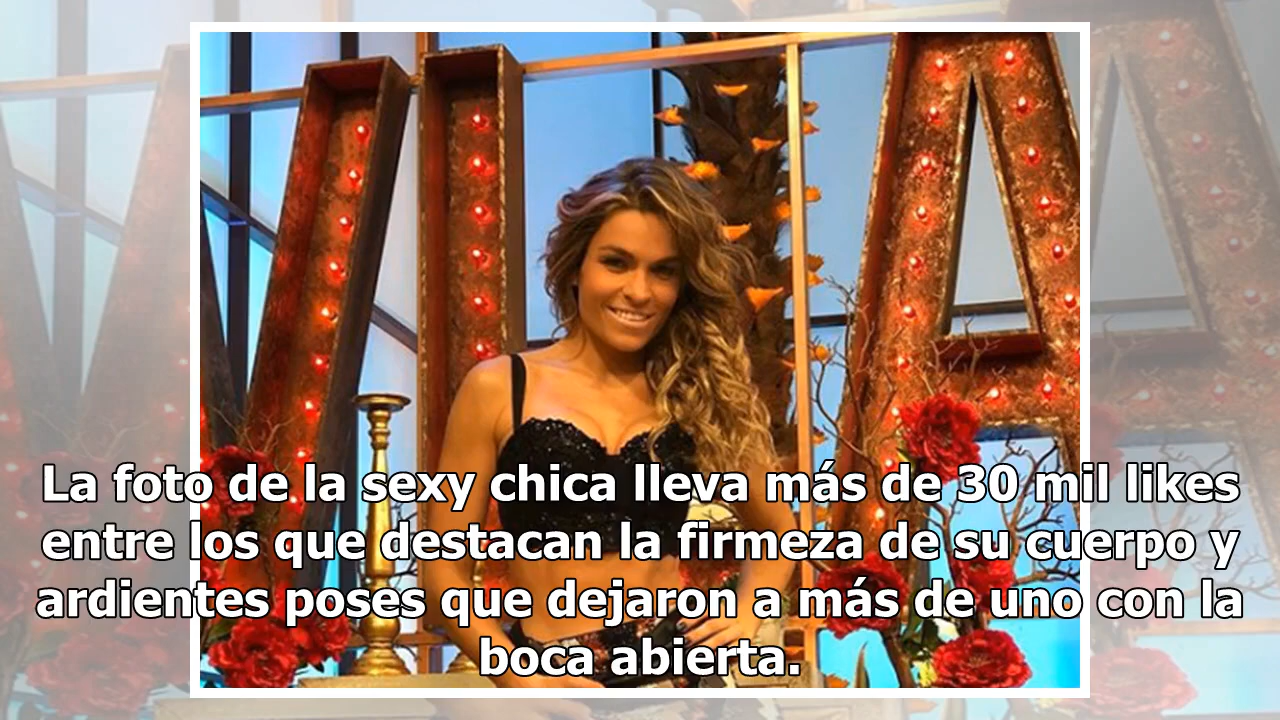 La foto de la sexy chica lleva más de 30 mil likes
entre los que destacan la firmeza de su cuerpo y
ardientes poses que dejaron a más de uno con la
boca abierta.